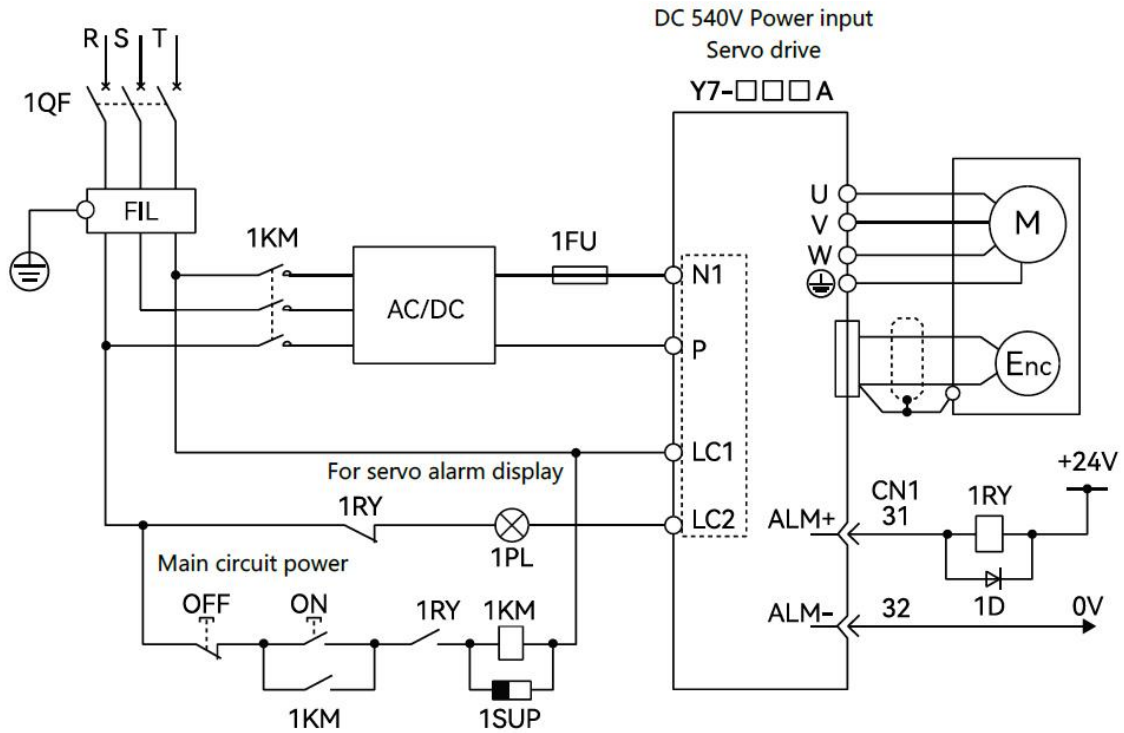 DC 540V Power input
Servo drive
Y7-□□□A
R S T
1QF
FIL
1KM
1FU
AC/DC
N1
P
U
V
W
M
Enc
LC1
For servo alarm display
1RY
1PL
LC2
+24V
CN1
1RY
ALM+
31
1D
ALM-
32
0V
Main circuit power
OFF
ON
1RY
1KM
1KM
1SUP